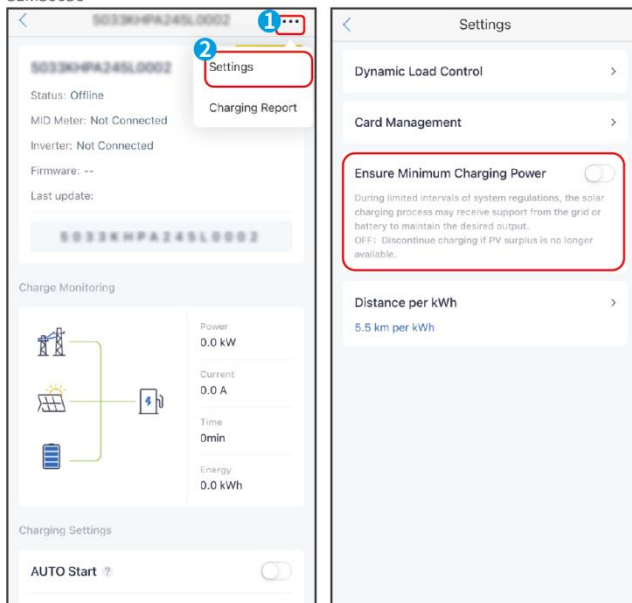 5033KHPA245L0002
1
2
5033KHPA245L0002
Status: Offline
MID Meter: Not Connected
Inverter: Not Connected
Firmware: --
Last update:
Settings
Charging Report
5033KHPA245L0002
Charge Monitoring
Power
0.0 kW
Current
0.0 A
Time
0min
Energy
0.0 kWh
Charging Settings
AUTO Start ?
Settings
Dynamic Load Control
Card Management
Ensure Minimum Charging Power
During limited intervals of system regulations, the solar
charging process may receive support from the grid or
battery to maintain the desired output.
OFF: Discontinue charging if PV surplus is no longer
available.
Distance per kWh
5.5 km per kWh